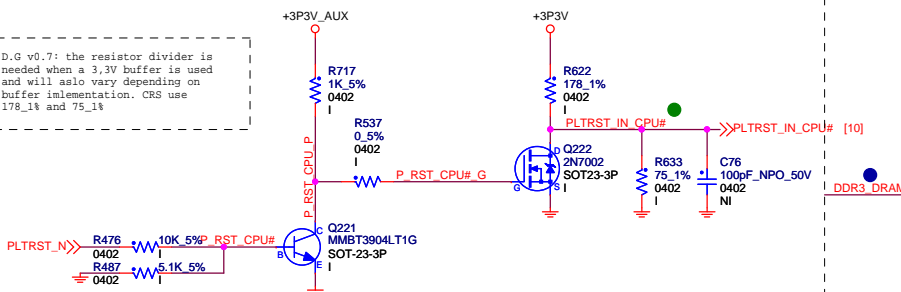 +3P3V_AUX
+3P3V
D.G v0.7: the resistor divider is
needed when a 3,3V buffer is used
and will aslo vary depending on
buffer imlementation. CRS use
178_1% and 75_1%
R717
1K_5%
0402
I
R622
178_1%
0402
I
PLTRST_IN_CPU#
PLTRST_IN_CPU# [10]
R537
0_5%
0402
I
P_RST_CPU_P
P_RST_CPU#_G
D
G
S
Q222
2N7002
SOT23-3P
I
R633
75_1%
0402
I
C76
100pF_NPO_50V
0402
NI
DDR3_DRAM
Q221
MMBT3904LT1G
SOT-23-3P
I
C
B
E
PLTRST_N
R476
0402
10K_5%
I
P_RST_CPU#
R487
0402
5.1K_5%
I